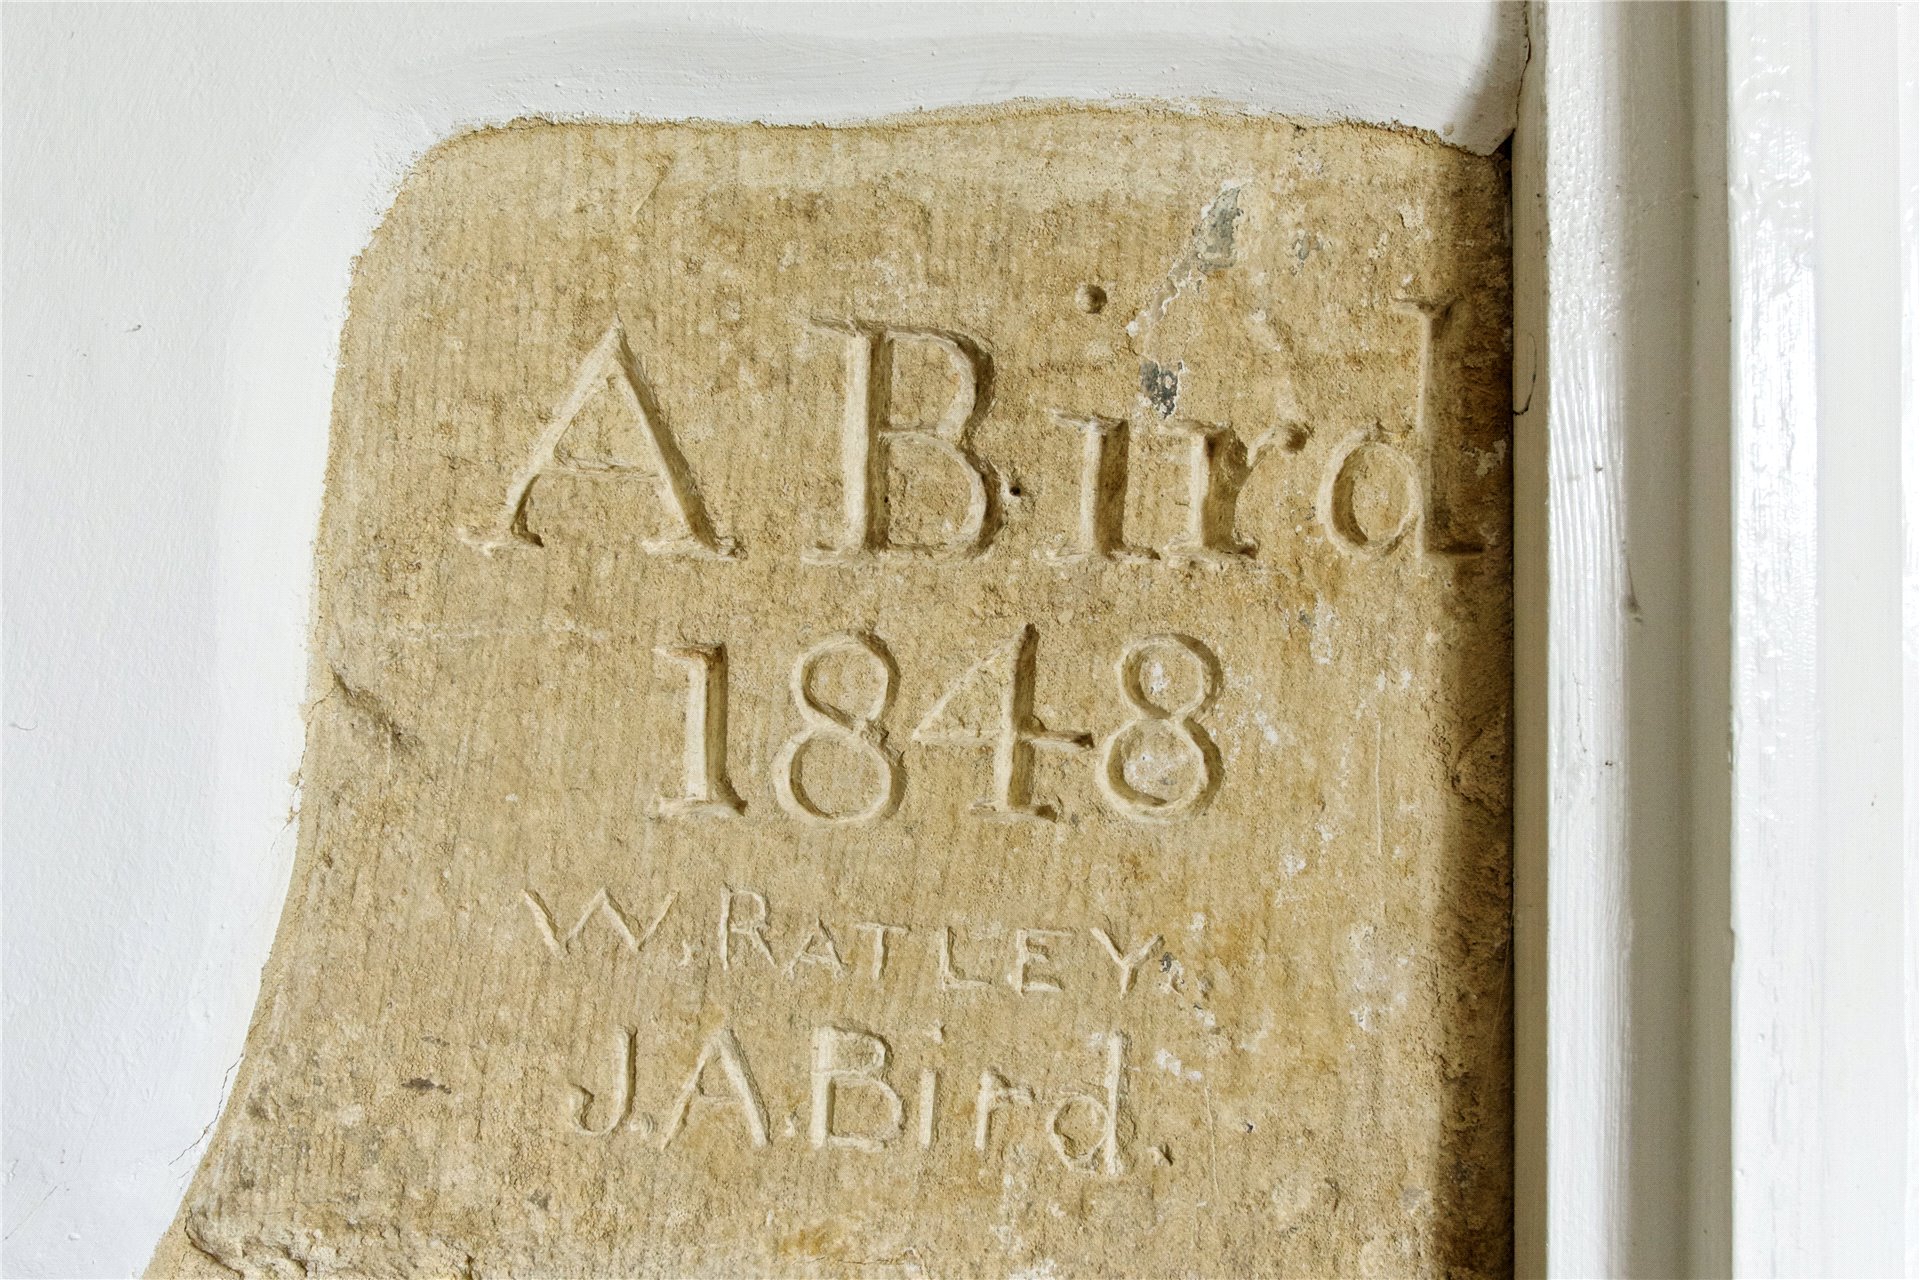 A Bird
1848
W. RATLEY.
J. A. Bird.